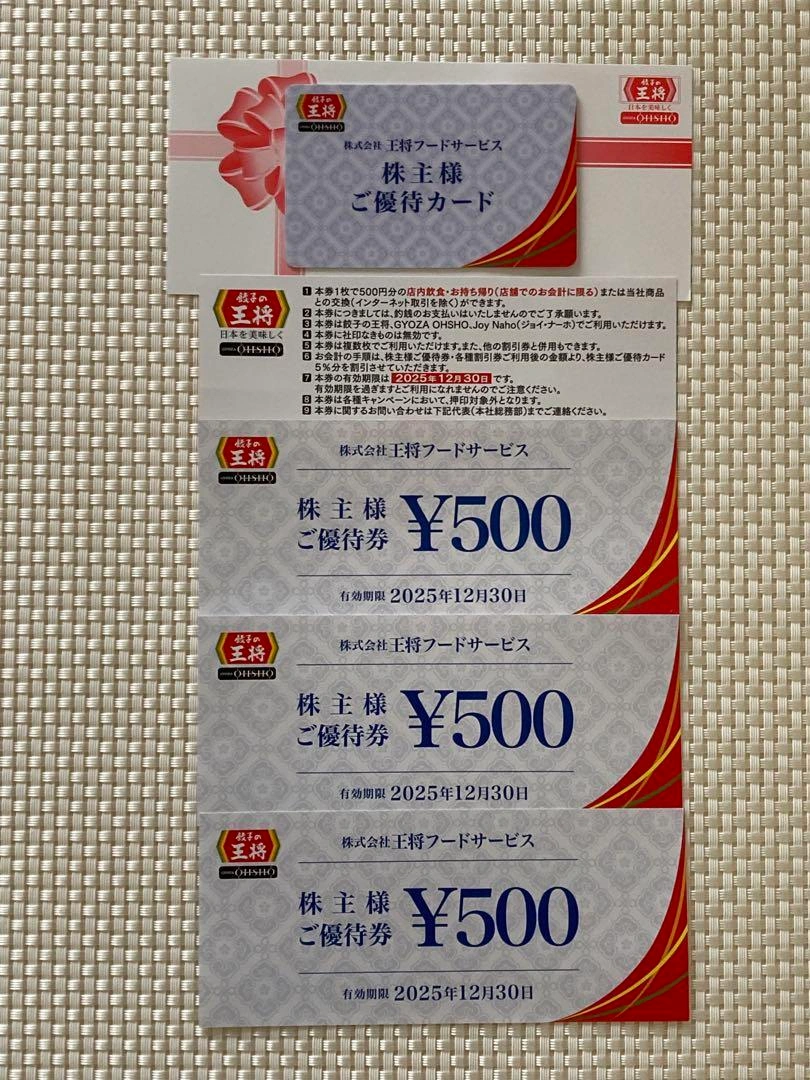 餃子の
王将
日本を美味しく
GYOZA OHSHO
餃子の
王将
GYOZA OHSHO
株式会社 王将フードサービス
株主様
ご優待カード
餃子の
王将
日本を美味しく
GYOZA OHSHO
1 本券1枚で500円分の店内飲食・お持ち帰り(店舗でのお会計に限る)または当社商品
との交換(インターネット取引を除く)ができます。
2 本券につきましては、釣銭のお支払いはいたしませんのでご了承願います。
3 本券は餃子の王将、GYOZA OHSHO、Joy Naho(ジョイ・ナーホ)でご利用いただけます。
4 本券に社印なきものは無効です。
5 本券は複数枚でご利用いただけます。また、他の割引券と併用もできます。
6 お会計の手順は、株主様ご優待券・各種割引券ご利用後の金額より、株主様ご優待カード
5%分を割引させていただきます。
7 本券の有効期限は 2025年12月30日 です。
有効期限を過ぎますとご利用になれませんのでご注意ください。
8 本券は各種キャンペーンにおいて、押印対象外となります。
9 本券に関するお問い合わせは下記代表(本社総務部)までご連絡ください。
餃子の
王将
GYOZA OHSHO
株式会社 王将フードサービス
株主様
ご優待券 ¥500
有効期限 2025年12月30日
餃子の
王将
GYOZA OHSHO
株式会社 王将フードサービス
株主様
ご優待券 ¥500
有効期限 2025年12月30日
餃子の
王将
GYOZA OHSHO
株式会社 王将フードサービス
株主様
ご優待券 ¥500
有効期限 2025年12月30日